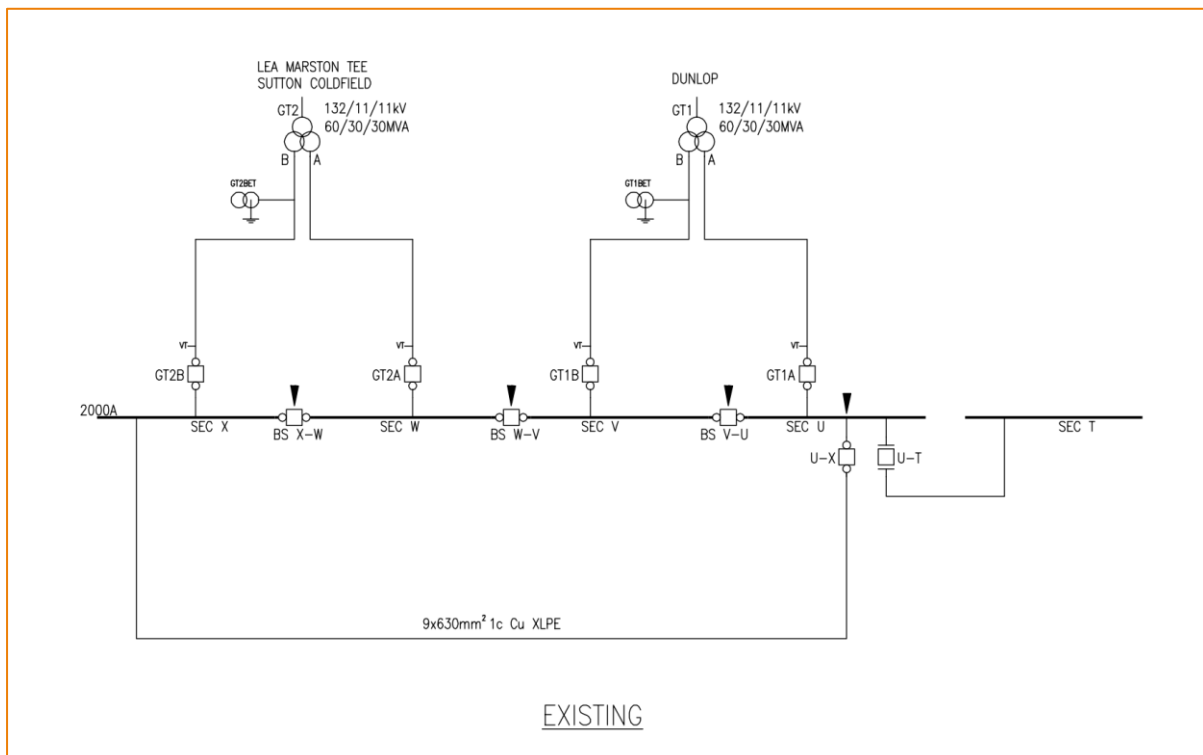 LEA MARSTON TEE
SUTTON COLDFIELD
GT2
132/11/11kV
60/30/30MVA
B
A
GT2BET
DUNLOP
GT1
132/11/11kV
60/30/30MVA
B
A
GT1BET
VT
VT
VT
VT
GT2B
GT2A
GT1B
GT1A
2000A
SEC X
BS X-W
SEC W
BS W-V
SEC V
BS V-U
SEC U
SEC T
U-X
U-T
9x630mm² 1c Cu XLPE
EXISTING